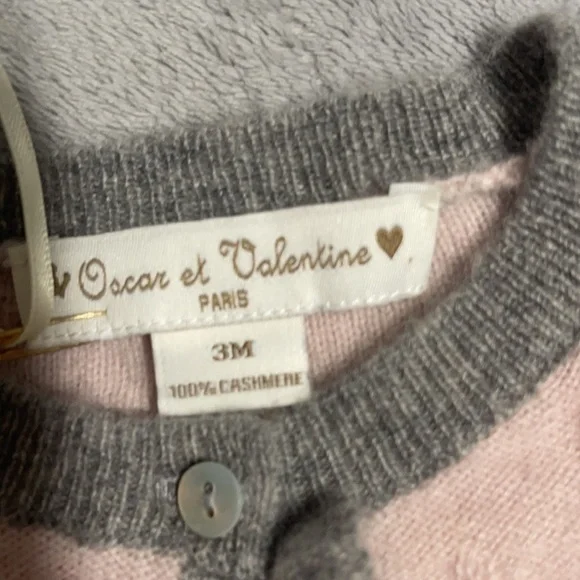 Oscar et Valentine
PARIS
3M
100% CASHMERE